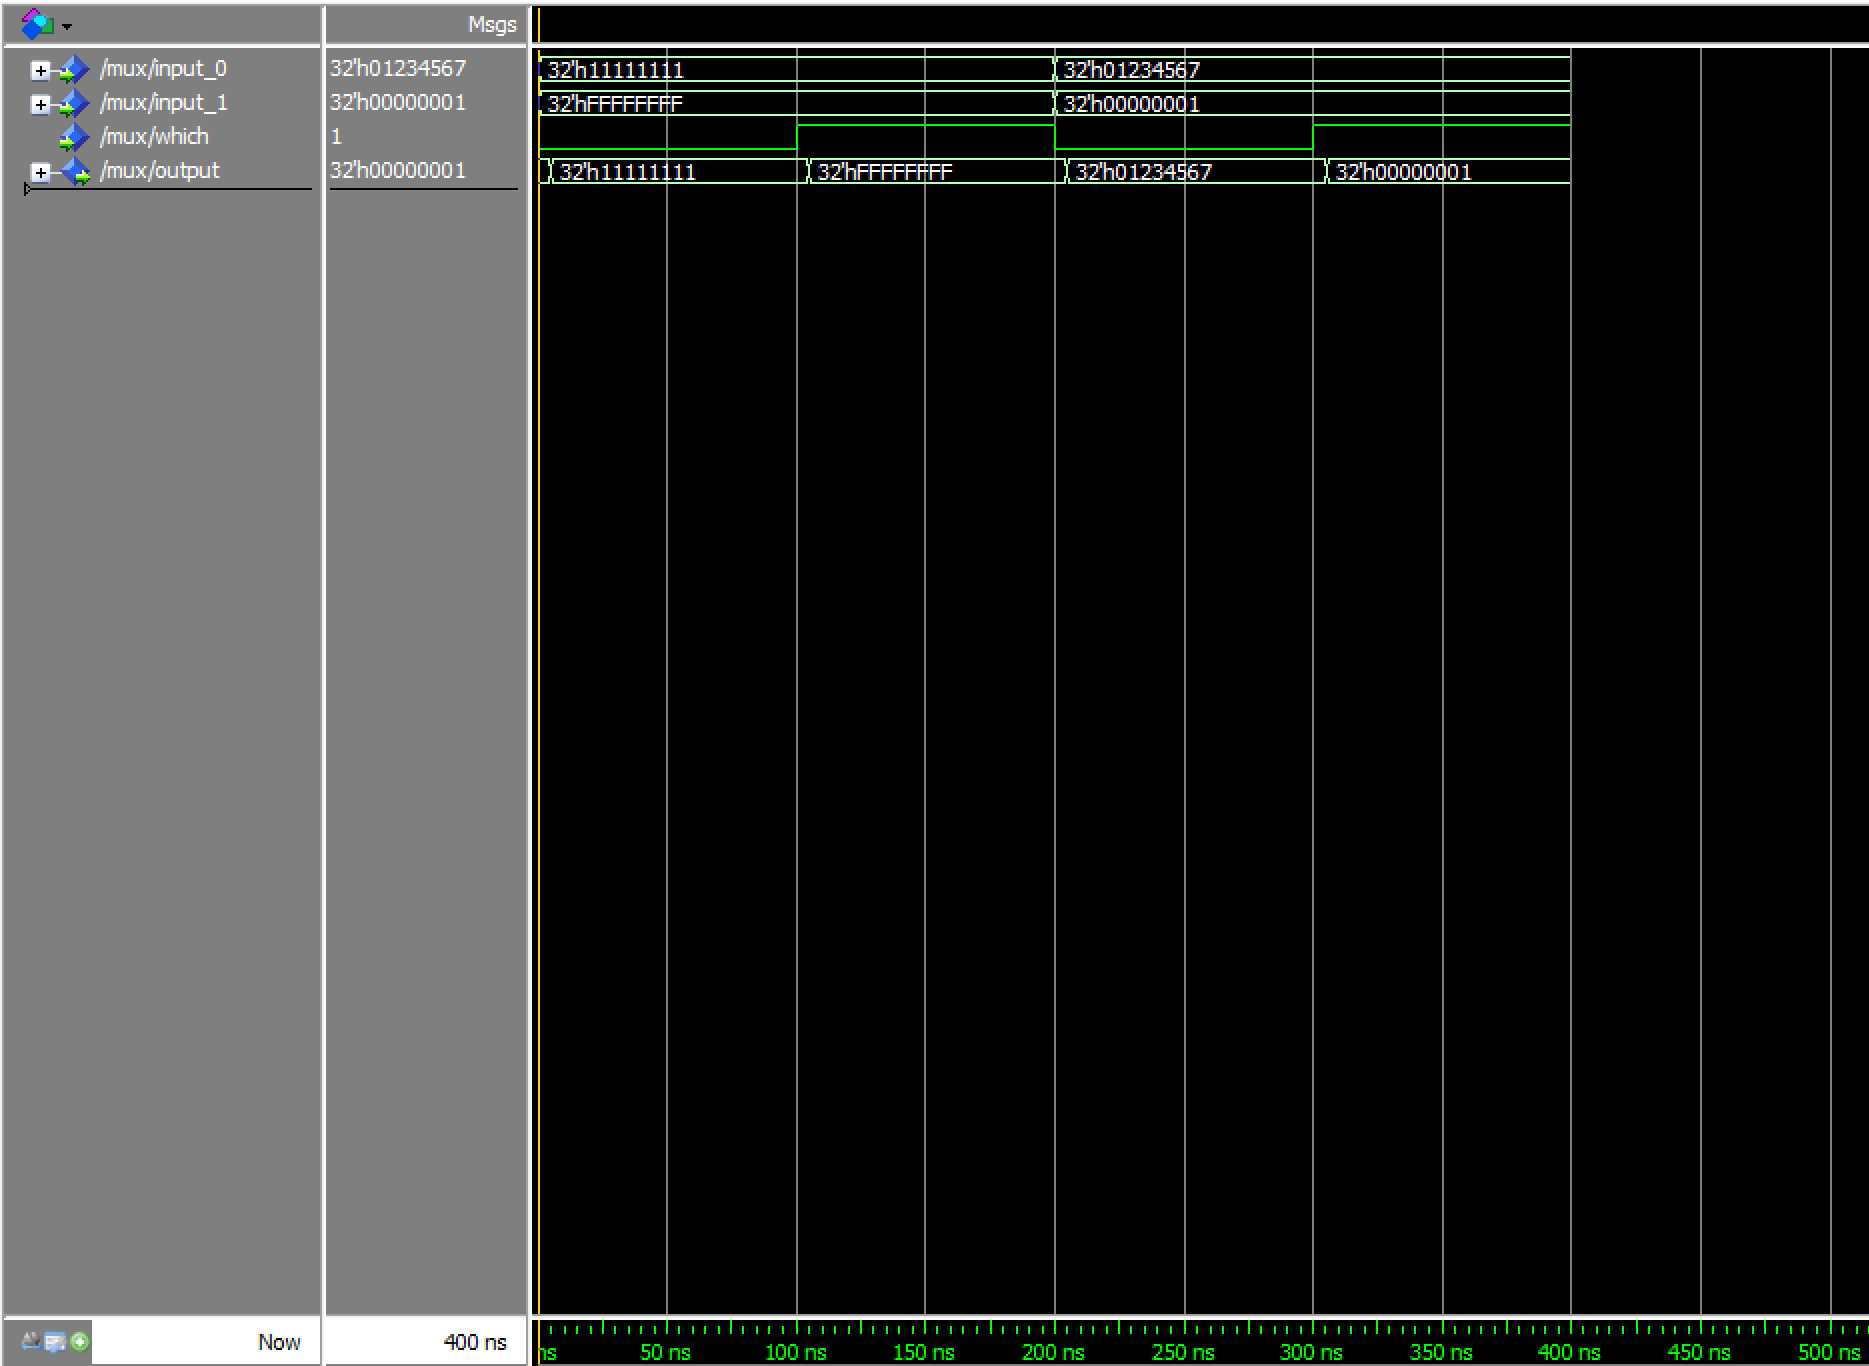 Msgs
/mux/input_0 32'h01234567 32'h11111111 32'h01234567
/mux/input_1 32'h00000001 32'hFFFFFFFF 32'h00000001
/mux/which 1
/mux/output 32'h00000001 32'h11111111 32'hFFFFFFFF 32'h01234567 32'h00000001
Now 400 ns
ns 50 ns 100 ns 150 ns 200 ns 250 ns 300 ns 350 ns 400 ns 450 ns 500 ns